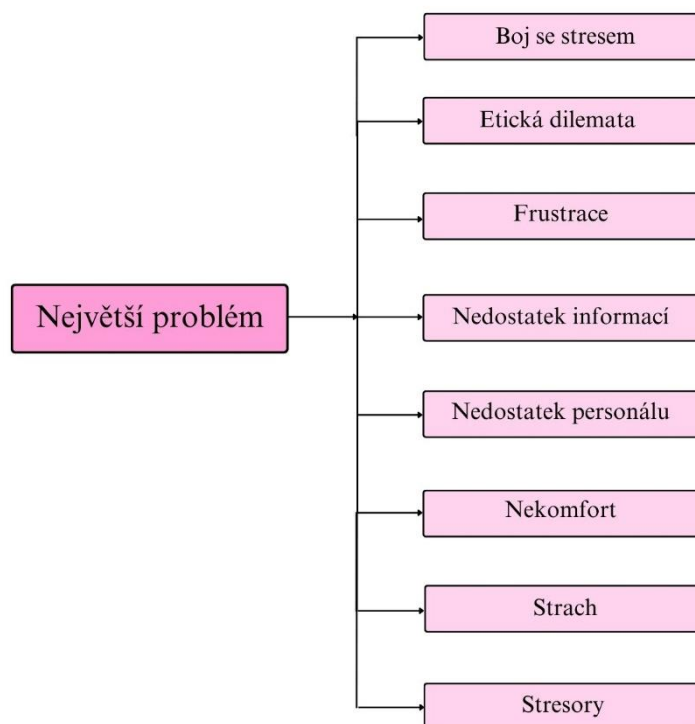 Boj se stresem
Etická dilemata
Frustrace
Největší problém
Nedostatek informací
Nedostatek personálu
Nekomfort
Strach
Stresory